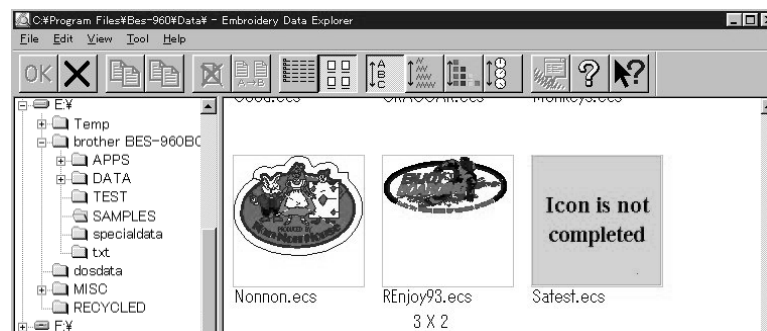 C:¥Program Files¥Bes-960¥Data¥ - Embroidery Data Explorer
File Edit View Tool Help
OK
A
B
C
A→B
E:¥
Temp
brother BES-960BC
APPS
DATA
TEST
SAMPLES
specialdata
txt
dosdata
MISC
RECYCLED
F:¥
Monkeys.ecs
ENJOY
Icon is not
completed
Nonnon.ecs
REnjoy93.ecs
Satest.ecs
3 X 2